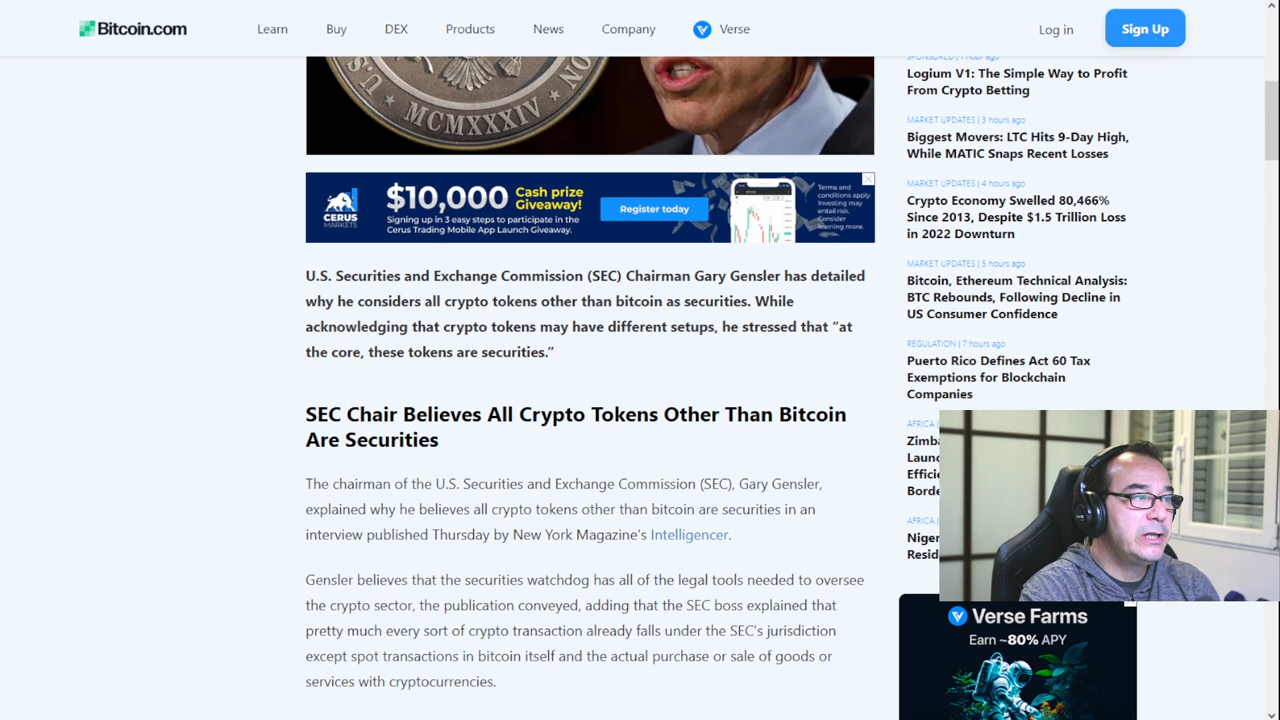 Bitcoin.com
Learn
Buy
DEX
Products
News
Company
Verse
Log in
Sign Up
U.S.
MCMXXXIV
ON
$10,000 Cash prize Giveaway!
Signing up in 3 easy steps to participate in the
Cerus Trading Mobile App Launch Giveaway.
CERUS
MARKETS
Register today
Terms and
conditions apply.
Investing may
entail risk.
Consider
learning more.
U.S. Securities and Exchange Commission (SEC) Chairman Gary Gensler has detailed
why he considers all crypto tokens other than bitcoin as securities. While
acknowledging that crypto tokens may have different setups, he stressed that “at
the core, these tokens are securities.”
SEC Chair Believes All Crypto Tokens Other Than Bitcoin
Are Securities
The chairman of the U.S. Securities and Exchange Commission (SEC), Gary Gensler,
explained why he believes all crypto tokens other than bitcoin are securities in an
interview published Thursday by New York Magazine’s Intelligencer.
Gensler believes that the securities watchdog has all of the legal tools needed to oversee
the crypto sector, the publication conveyed, adding that the SEC boss explained that
pretty much every sort of crypto transaction already falls under the SEC’s jurisdiction
except spot transactions in bitcoin itself and the actual purchase or sale of goods or
services with cryptocurrencies.
SPONSORED | 1 hour ago
Logium V1: The Simple Way to Profit
From Crypto Betting
MARKET UPDATES | 3 hours ago
Biggest Movers: LTC Hits 9-Day High,
While MATIC Snaps Recent Losses
MARKET UPDATES | 4 hours ago
Crypto Economy Swelled 80,466%
Since 2013, Despite $1.5 Trillion Loss
in 2022 Downturn
MARKET UPDATES | 5 hours ago
Bitcoin, Ethereum Technical Analysis:
BTC Rebounds, Following Decline in
US Consumer Confidence
REGULATION | 7 hours ago
Puerto Rico Defines Act 60 Tax
Exemptions for Blockchain
Companies
AFRICA |
Zimba
Laun
Effici
Borde
AFRICA |
Niger
Resid
Verse Farms
Earn ~80% APY